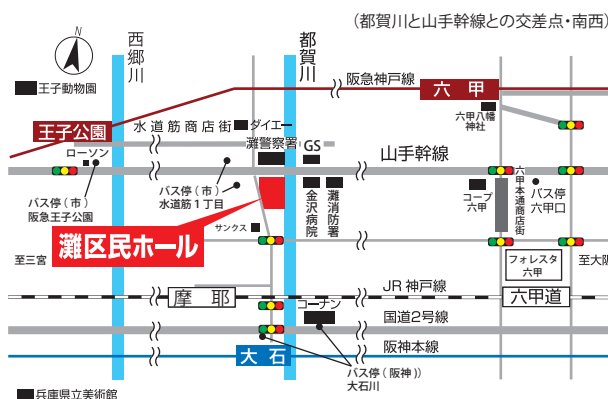 (都賀川と山手幹線との交差点・南西)
N
西郷川
都賀川
王子動物園
阪急神戸線
六甲
六甲八幡
神社
王子公園
水道筋商店街
ダイエー
灘警察署
GS
山手幹線
ローソン
バス停(市)
阪急王子公園
バス停(市)
水道筋1丁目
金沢病院
灘消防署
コープ
六甲
六甲本通商店街
バス停
六甲口
サンクス
灘区民ホール
至三宮
フォレスタ
六甲
至大阪
JR神戸線
摩耶
コーナン
六甲道
国道2号線
大石
阪神本線
バス停(阪神))
大石川
兵庫県立美術館